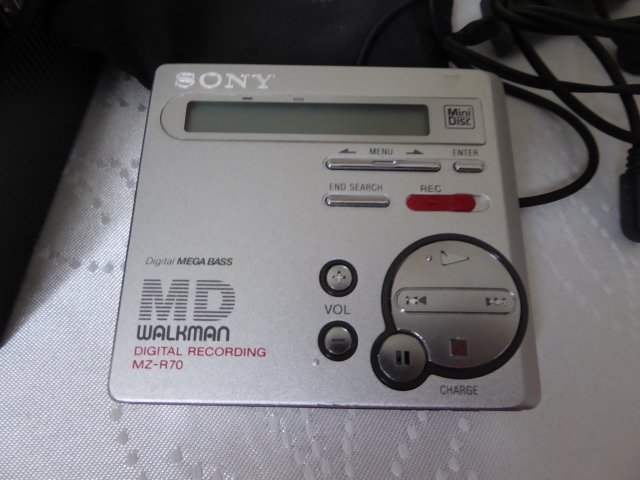 SONY
Mini
Disc
MENU
ENTER
END SEARCH
REC
Digital MEGA BASS
MD
WALKMAN
DIGITAL RECORDING
MZ-R70
VOL
CHARGE